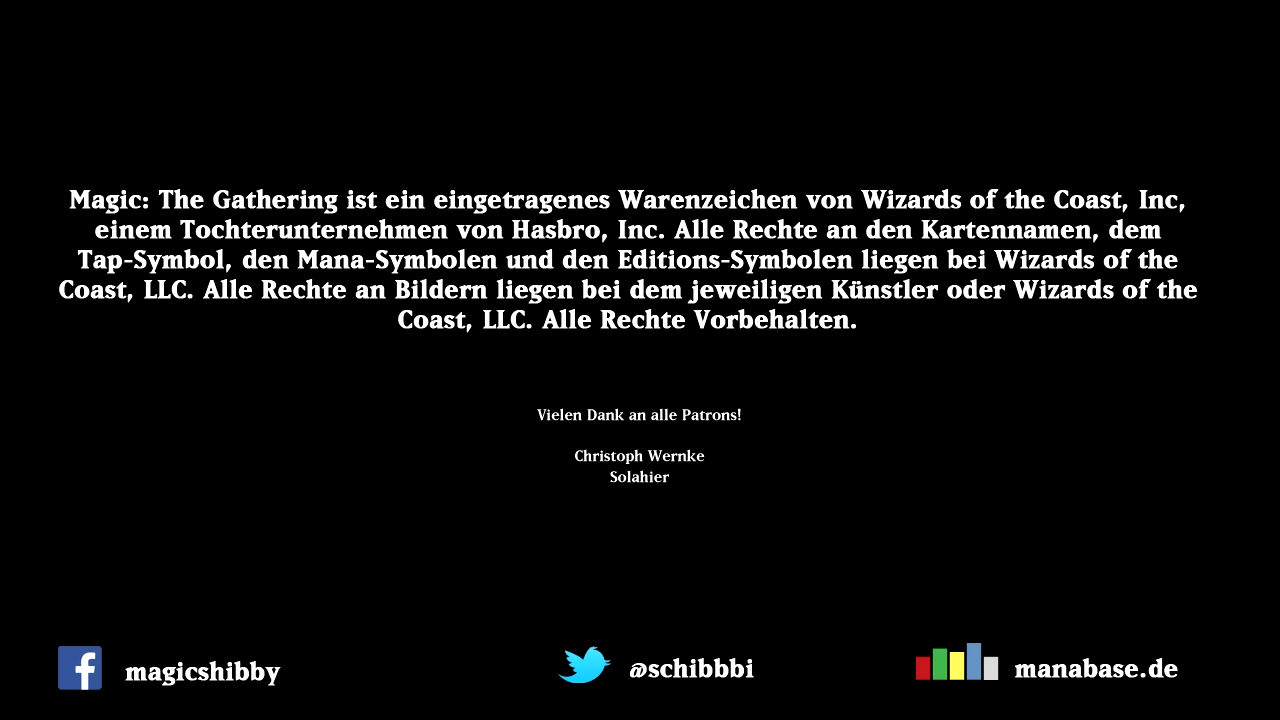 Magic: The Gathering ist ein eingetragenes Warenzeichen von Wizards of the Coast, Inc,
einem Tochterunternehmen von Hasbro, Inc. Alle Rechte an den Kartennamen, dem
Tap-Symbol, den Mana-Symbolen und den Editions-Symbolen liegen bei Wizards of the
Coast, LLC. Alle Rechte an Bildern liegen bei dem jeweiligen Künstler oder Wizards of the
Coast, LLC. Alle Rechte Vorbehalten.
Vielen Dank an alle Patrons!
Christoph Wernke
Solahier
magicshibby
@schibbbi
manabase.de